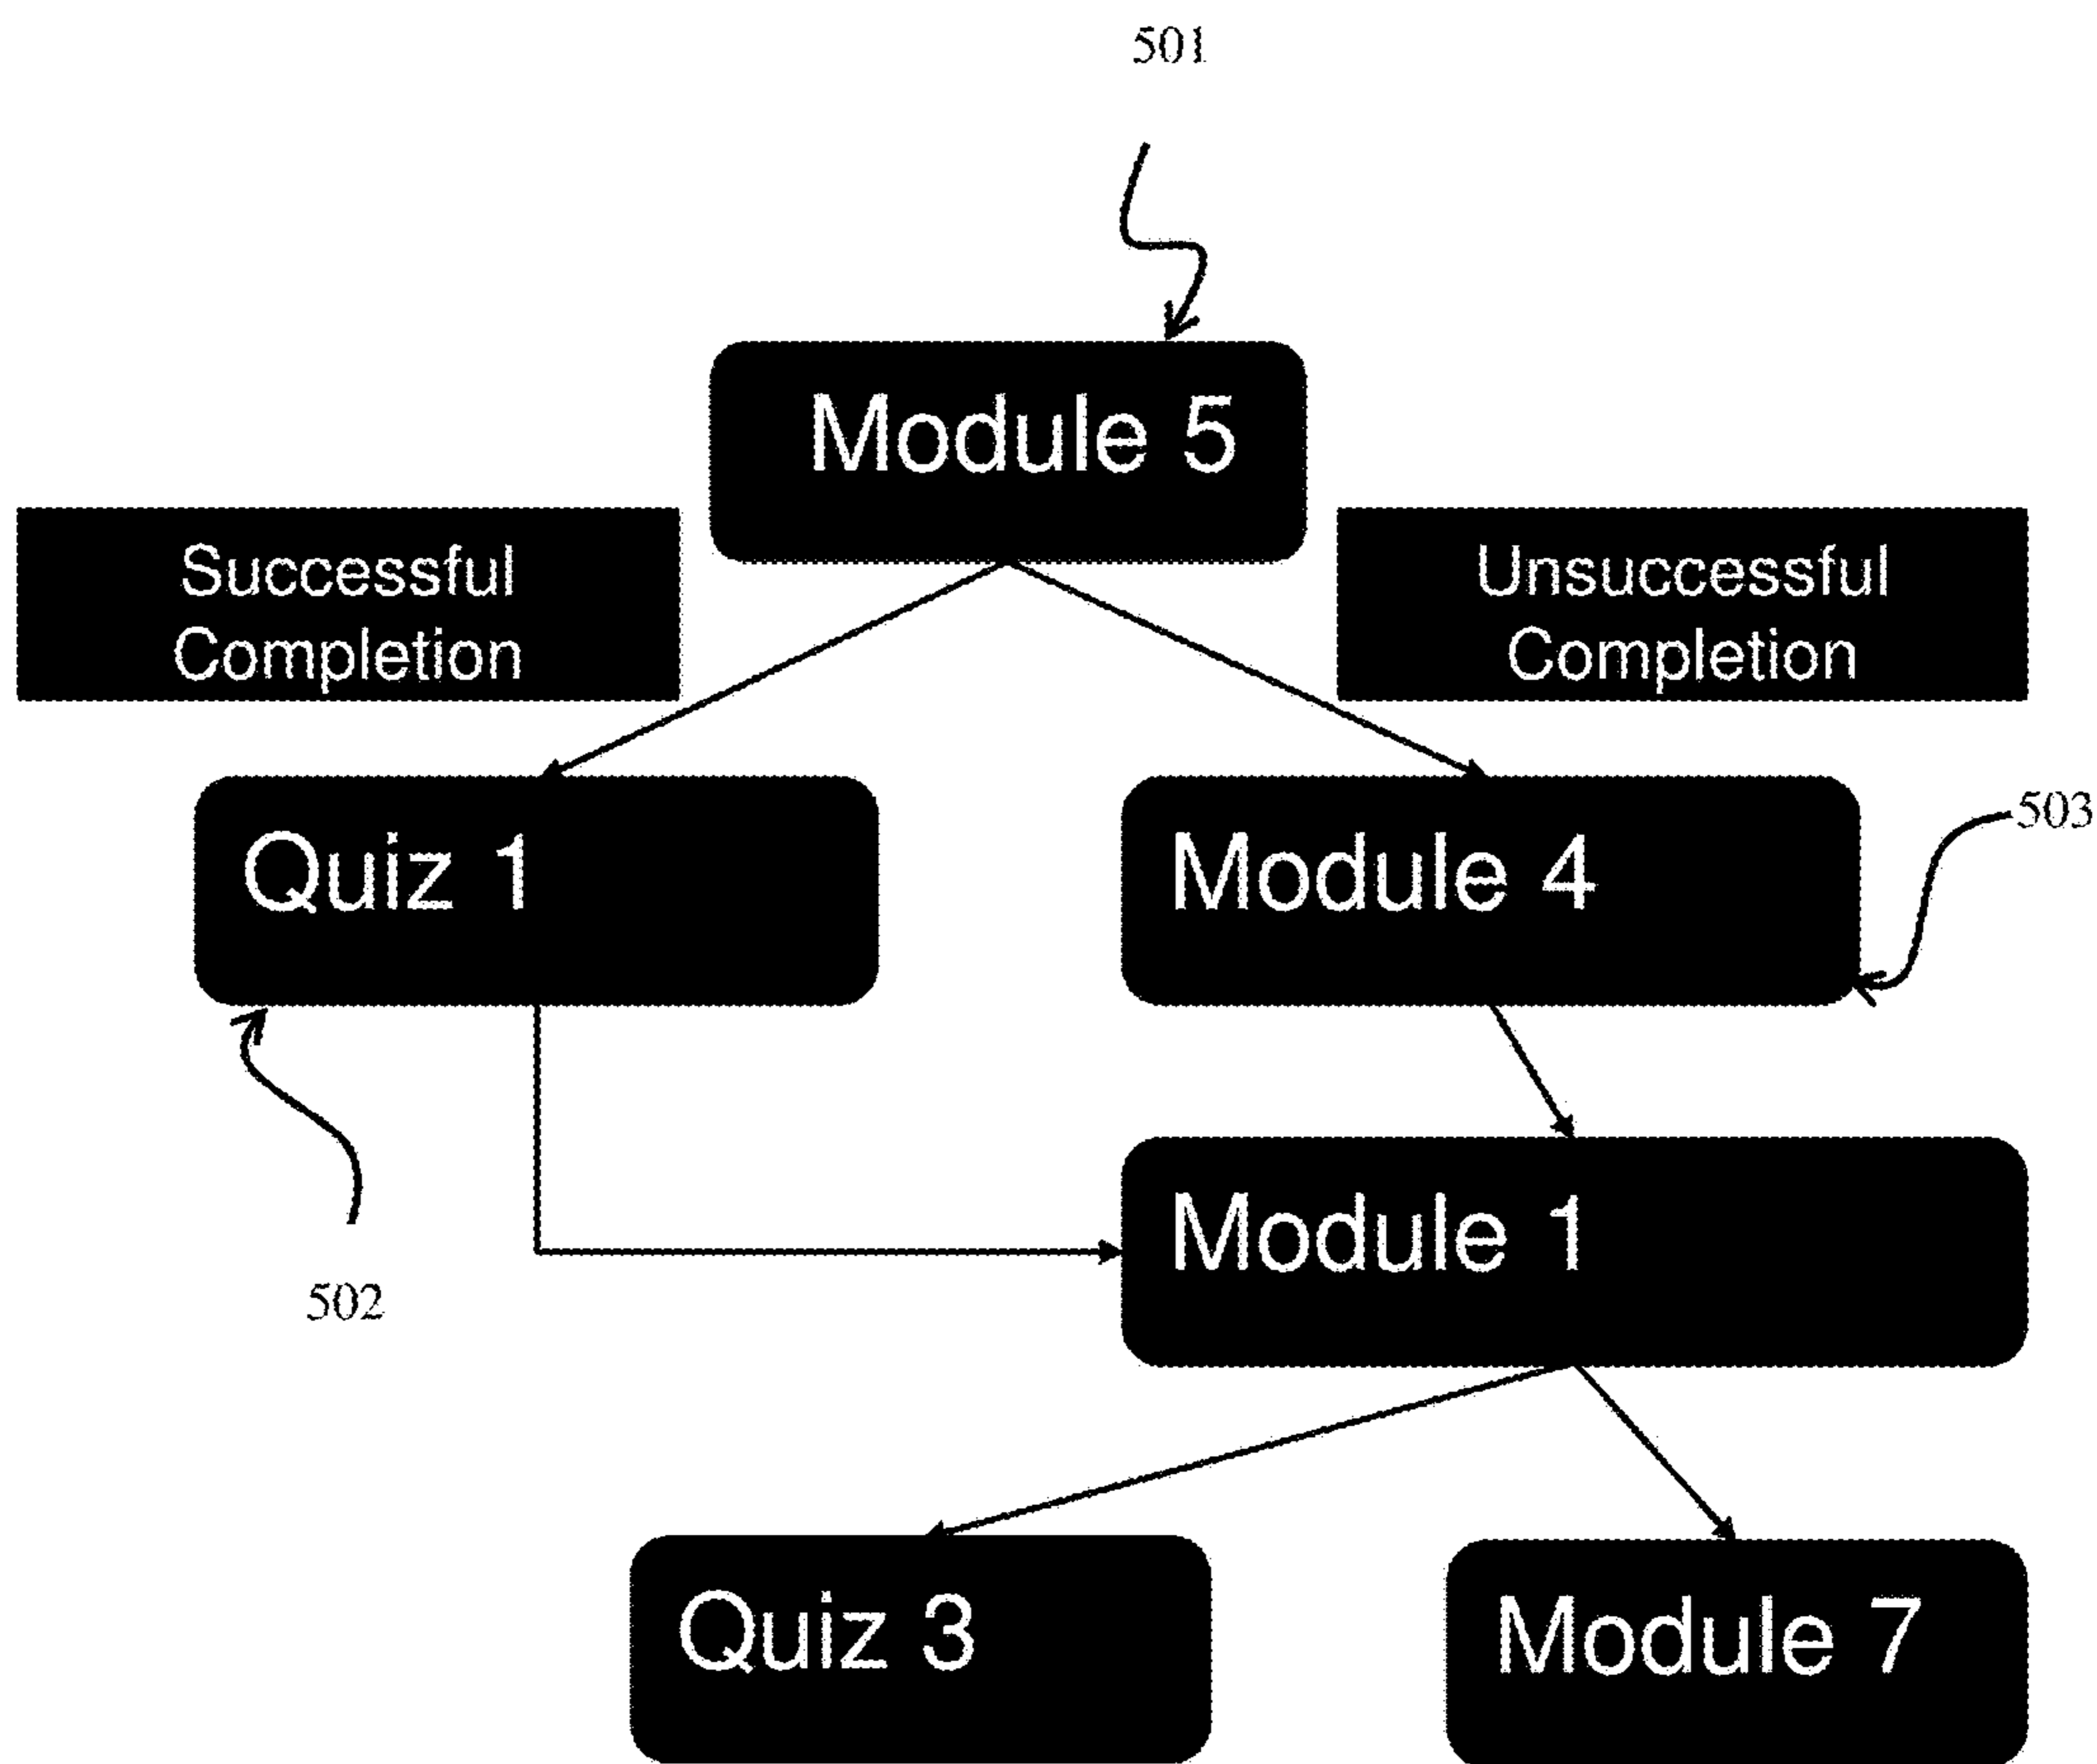 501
Module 5
Successful
Completion
Unsuccessful
Completion
Quiz 1
Module 4
503
Module 1
502
Quiz 3
Module 7